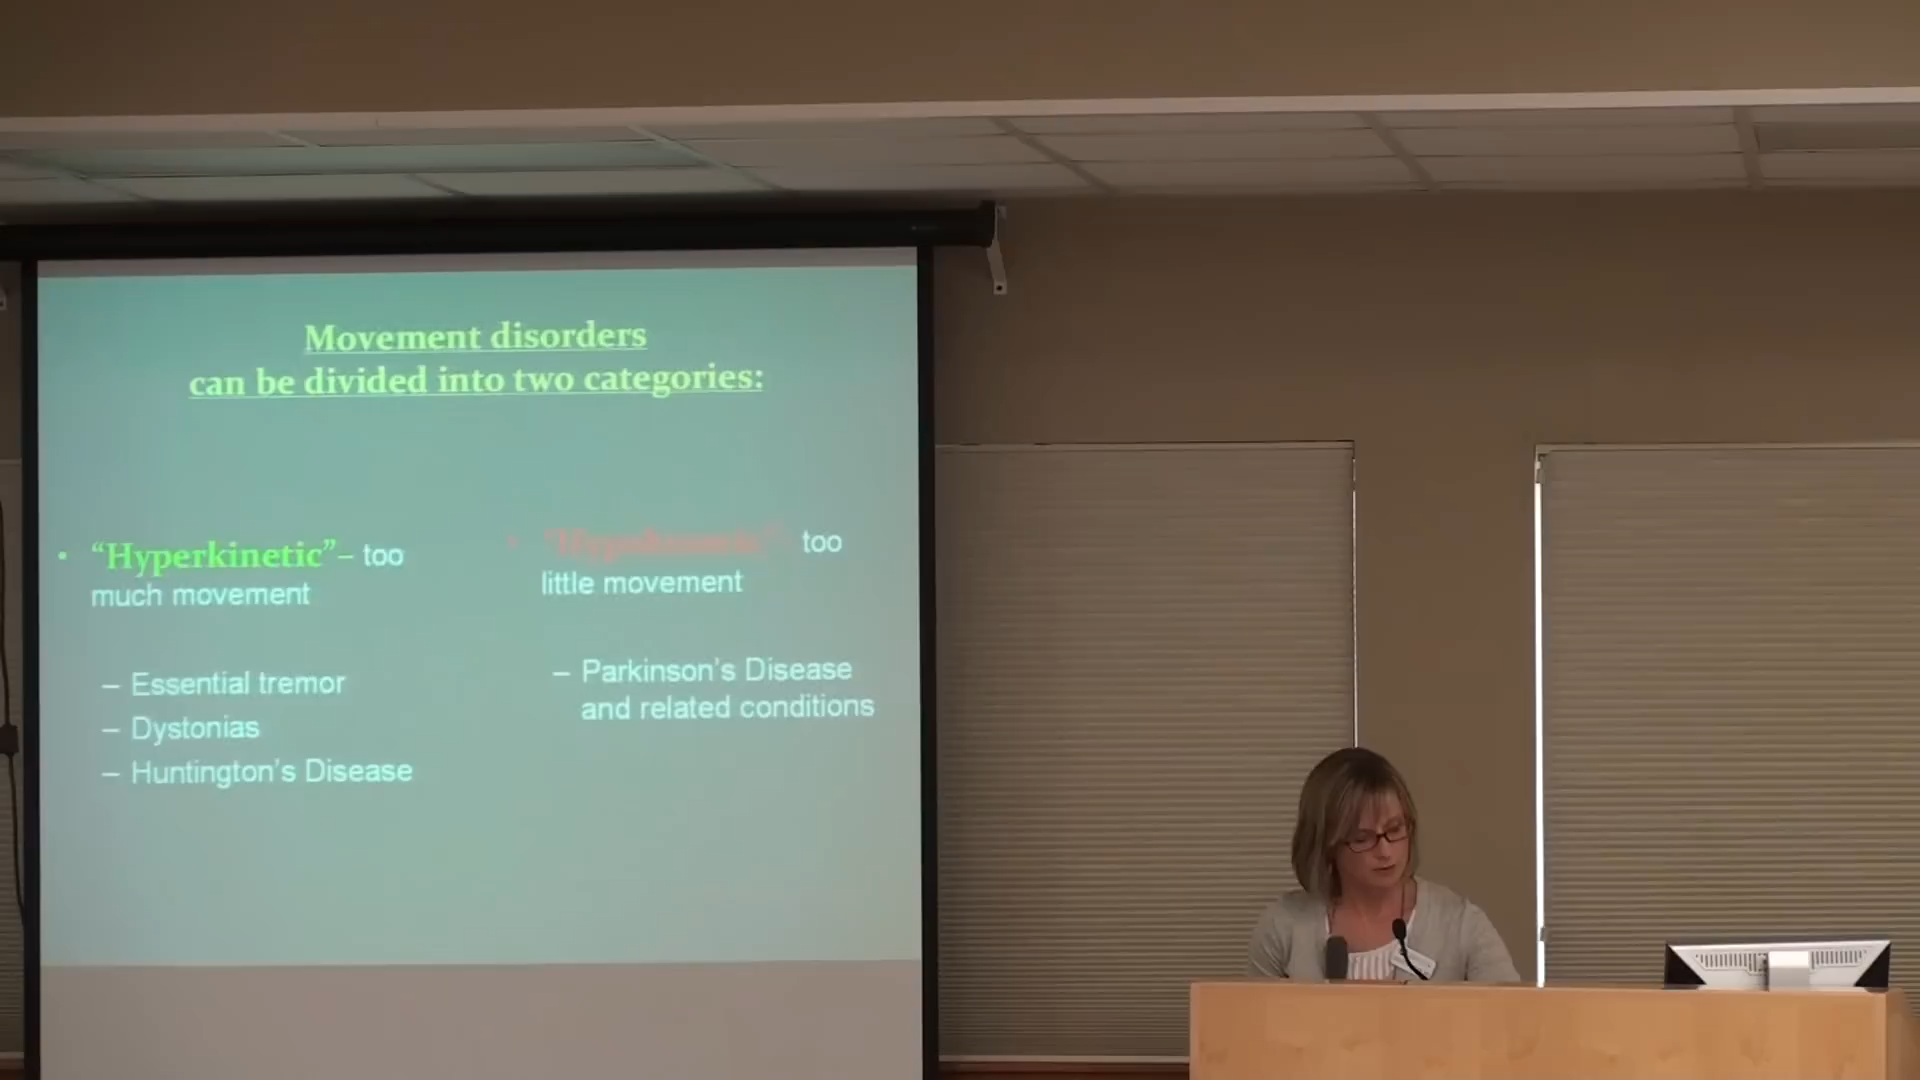 Movement disorders
can be divided into two categories:
• “Hyperkinetic”– too
much movement
– Essential tremor
– Dystonias
– Huntington’s Disease
• “Hypokinetic” too
little movement
– Parkinson’s Disease
and related conditions